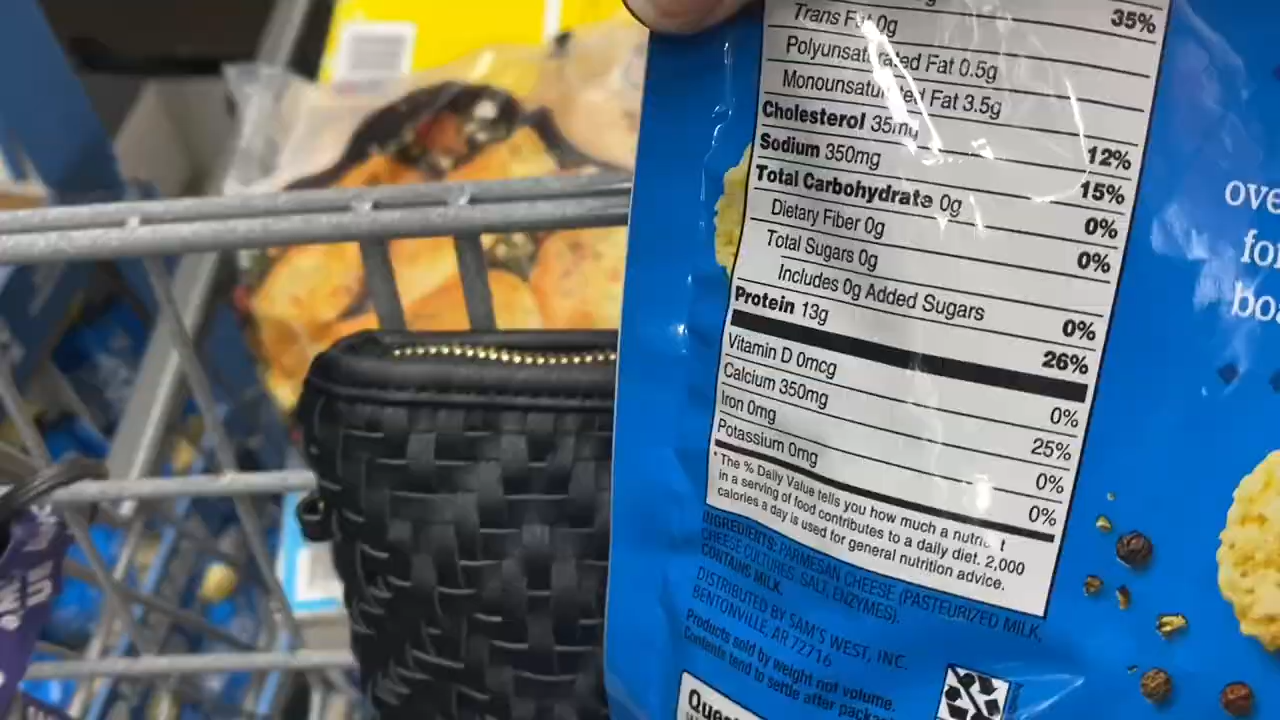 35%
Trans Fat 0g
Polyunsaturated Fat 0.5g
Monounsaturated Fat 3.5g
Cholesterol 35mg 12%
Sodium 350mg 15%
Total Carbohydrate 0g 0%
Dietary Fiber 0g 0%
Total Sugars 0g
Includes 0g Added Sugars 0%
Protein 13g 26%
Vitamin D 0mcg 0%
Calcium 350mg 25%
Iron 0mg 0%
Potassium 0mg 0%
* The % Daily Value tells you how much a nutrient
in a serving of food contributes to a daily diet. 2,000
calories a day is used for general nutrition advice.
INGREDIENTS: PARMESAN CHEESE (PASTEURIZED MILK,
CHEESE CULTURES, SALT, ENZYMES).
CONTAINS MILK.
DISTRIBUTED BY SAM'S WEST, INC.
BENTONVILLE, AR 72716
Products sold by weight not volume.
Contents tend to settle after